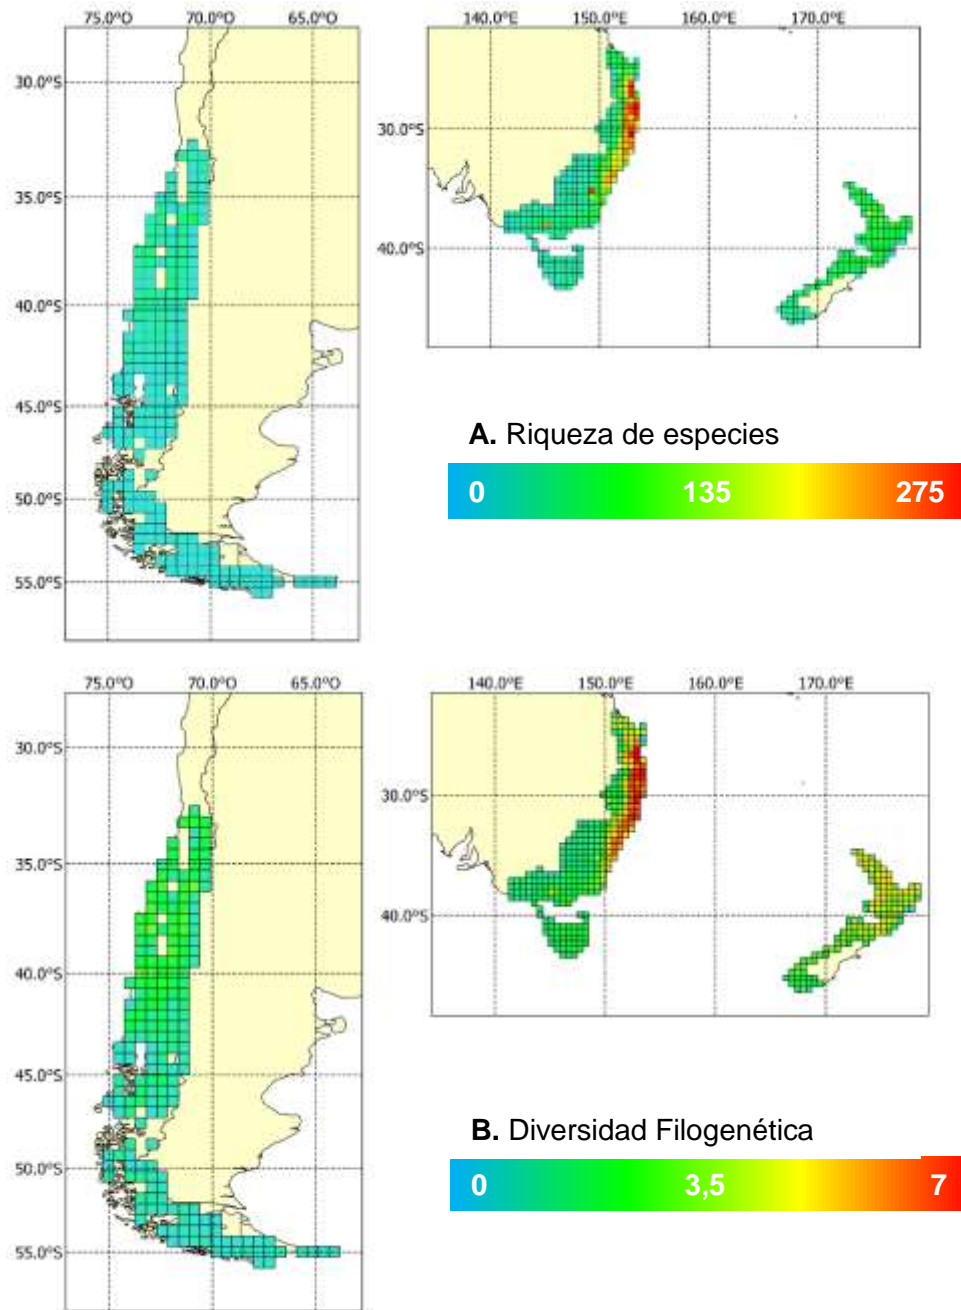 75.0°O 70.0°O 65.0°O
140.0°E 150.0°E 160.0°E 170.0°E
30.0°S
35.0°S
40.0°S
45.0°S
50.0°S
55.0°S
30.0°S
40.0°S
A. Riqueza de especies
0 135 275
75.0°O 70.0°O 65.0°O
140.0°E 150.0°E 160.0°E 170.0°E
30.0°S
35.0°S
40.0°S
45.0°S
50.0°S
55.0°S
30.0°S
40.0°S
B. Diversidad Filogenética
0 3,5 7